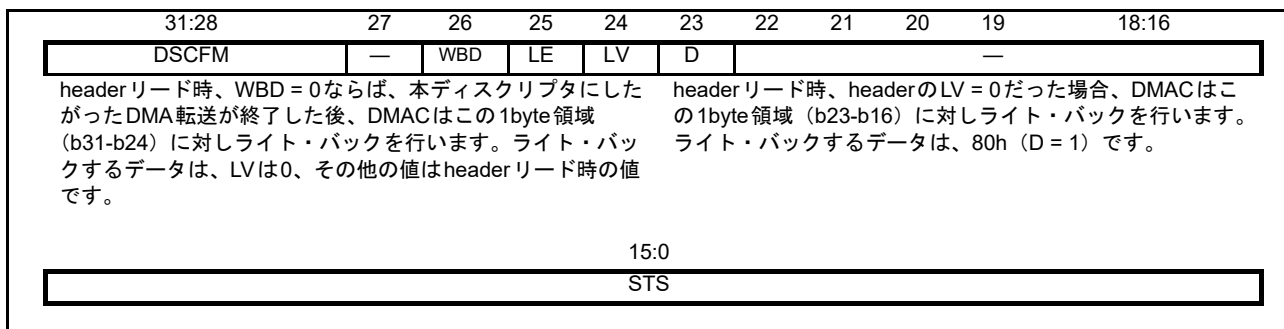 31:28 27 26 25 24 23 22 21 20 19 18:16
DSCFM — WBD LE LV D —
headerリード時、WBD = 0ならば、本ディスクリプタにした
がったDMA転送が終了した後、DMACはこの1byte領域
（b31-b24）に対しライト・バックを行います。ライト・バッ
クするデータは、LVは0、その他の値はheaderリード時の値
です。
headerリード時、headerのLV = 0だった場合、DMACはこ
の1byte領域（b23-b16）に対しライト・バックを行います。
ライト・バックするデータは、80h（D = 1）です。
15:0
STS